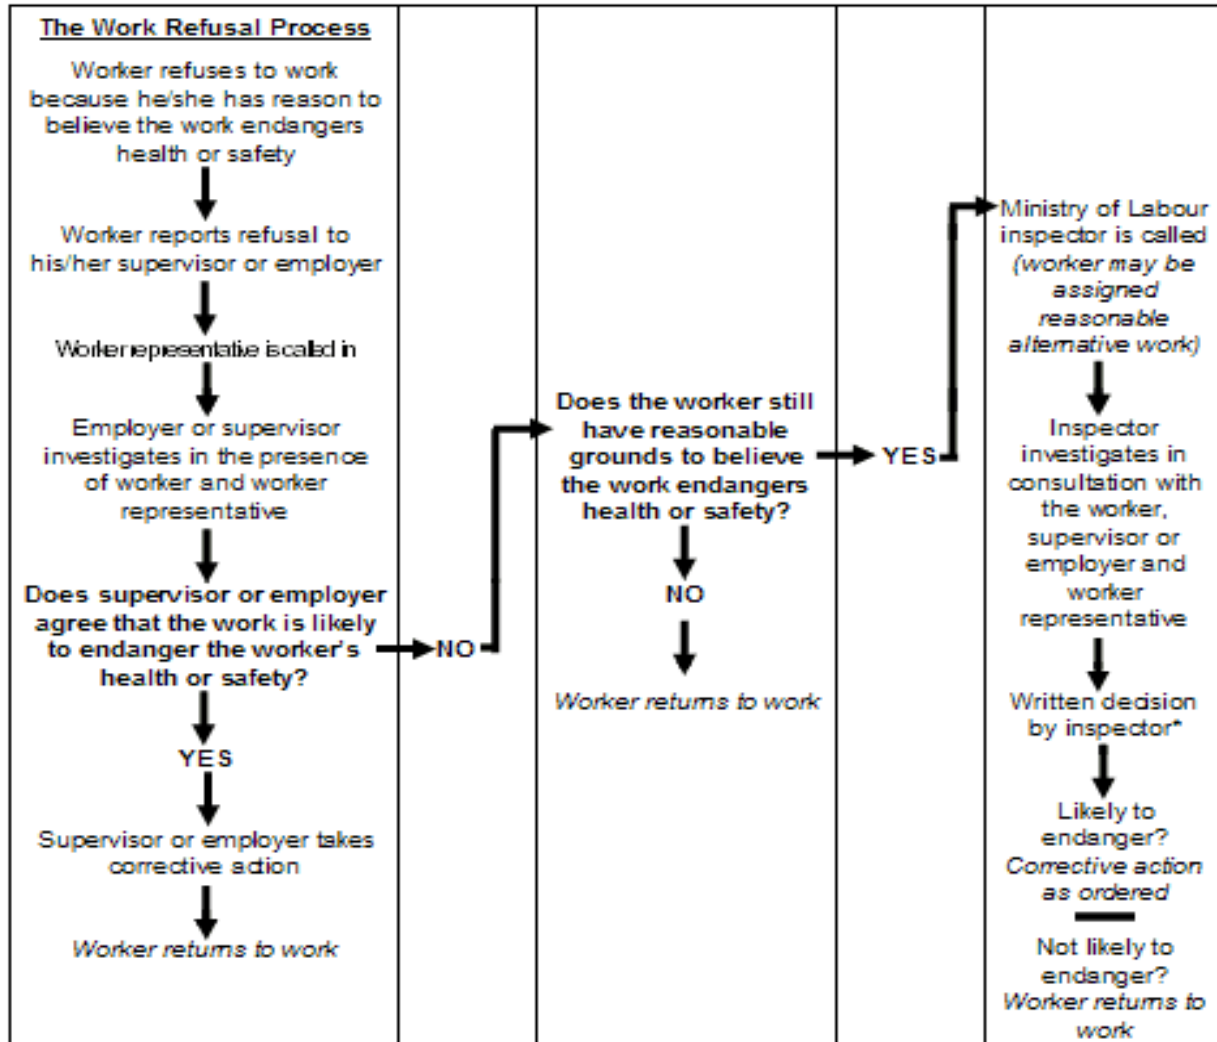 The Work Refusal Process
Worker refuses to work
because he/she has reason to
believe the work endangers
health or safety
Worker reports refusal to
his/her supervisor or employer
Worker representative is called in
Employer or supervisor
investigates in the presence
of worker and worker
representative
Does supervisor or employer
agree that the work is likely
to endanger the worker's
health or safety?
YES
Supervisor or employer takes
corrective action
Worker returns to work
NO
Does the worker still
have reasonable
grounds to believe
the work endangers
health or safety?
NO
Worker returns to work
YES
Ministry of Labour
inspector is called
(worker may be
assigned
reasonable
alternative work)
Inspector
investigates in
consultation with
the worker,
supervisor or
employer and
worker
representative
Written decision
by inspector*
Likely to
endanger?
Corrective action
as ordered
Not likely to
endanger?
Worker returns to
work